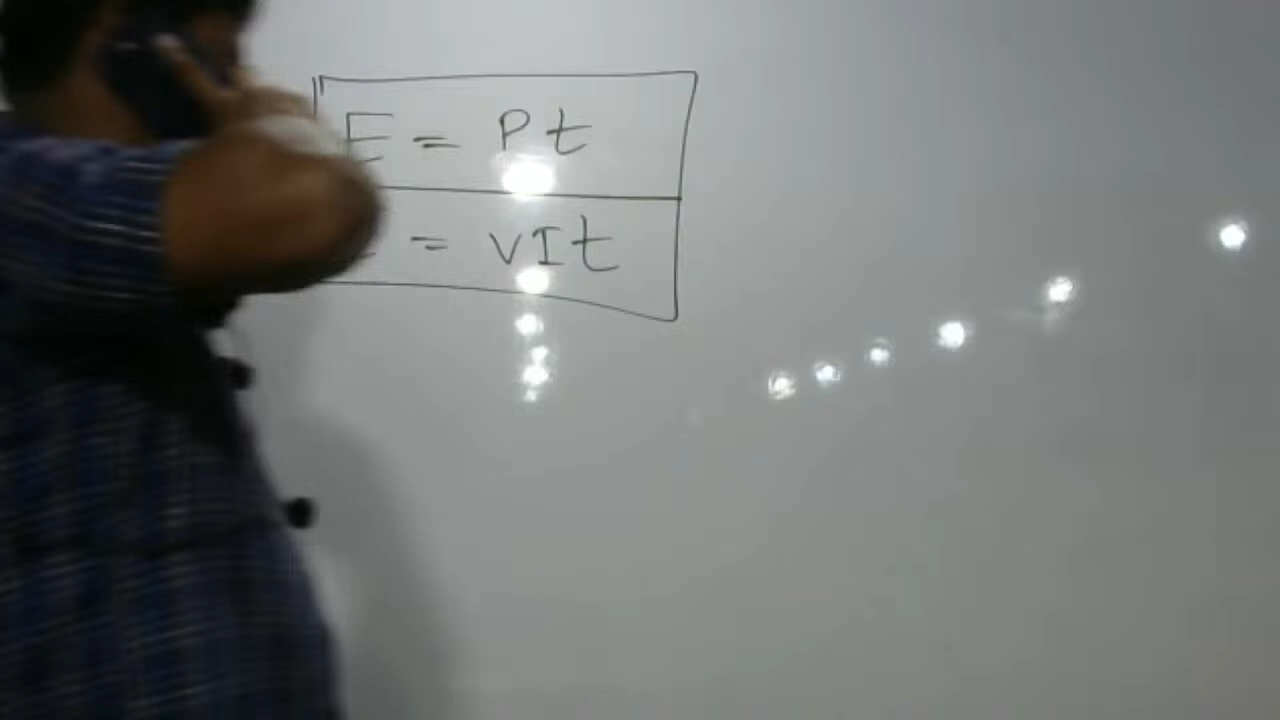 E = Pt
= VIt